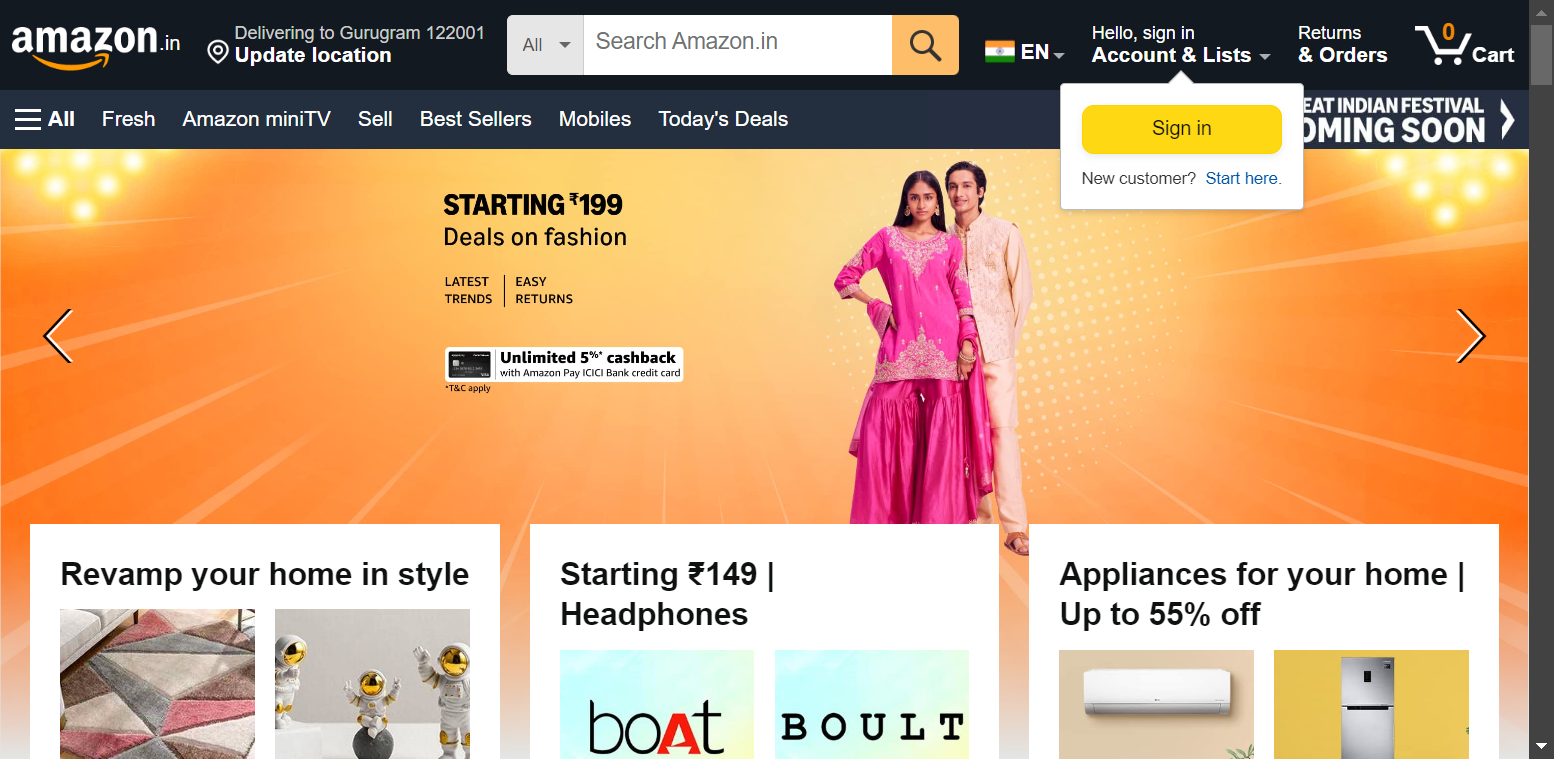 amazon.in
Delivering to Gurugram 122001
Update location
All
Search Amazon.in
EN
Hello, sign in
Account & Lists
Returns
& Orders
0
Cart
All
Fresh
Amazon miniTV
Sell
Best Sellers
Mobiles
Today's Deals
INDIAN FESTIVAL
SOON
Sign in
New customer? Start here.
STARTING ₹199
Deals on fashion
LATEST
TRENDS
EASY
RETURNS
Unlimited 5%* cashback
with Amazon Pay ICICI Bank credit card
*T&C apply
Revamp your home in style
Starting ₹149 |
Headphones
boAt
BOULT
Appliances for your home |
Up to 55% off